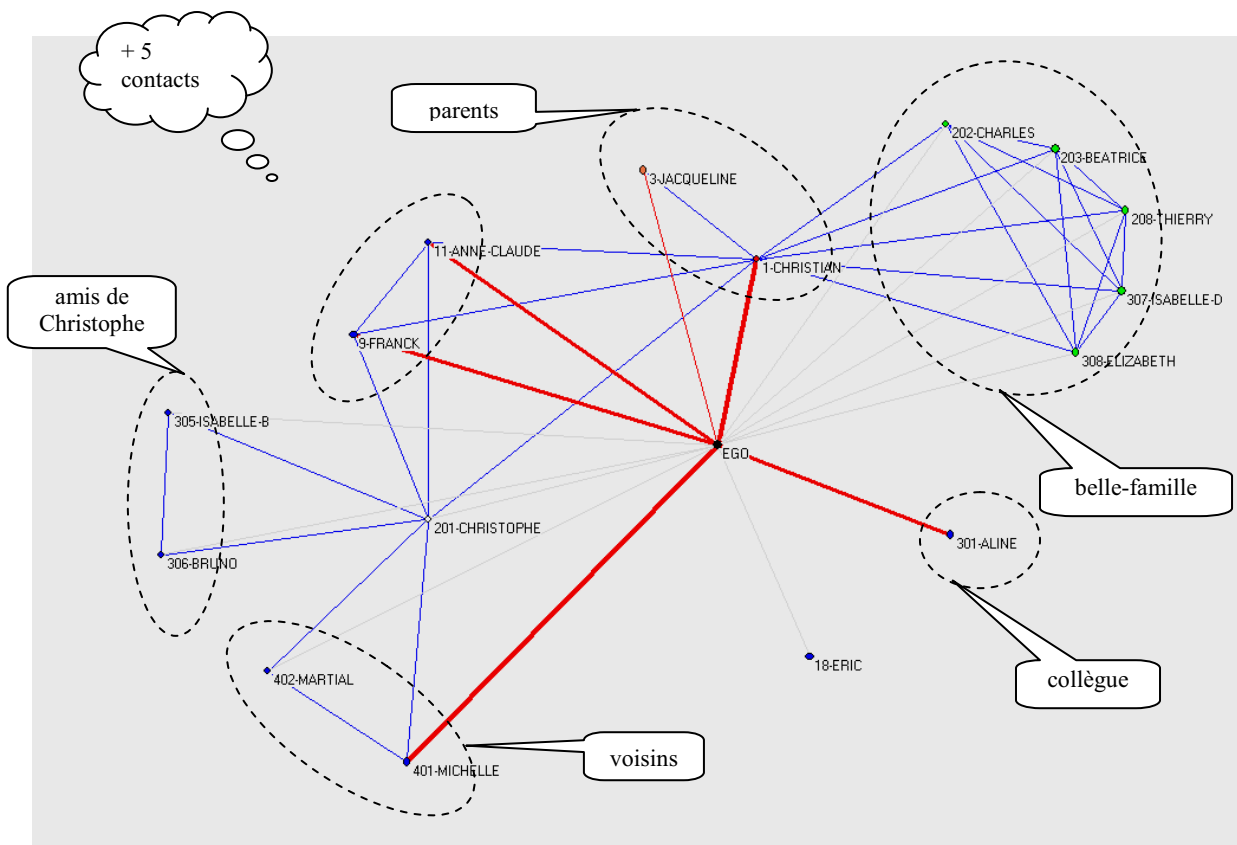 + 5
contacts
parents
202-CHARLES
203-BEATRICE
3-JACQUELINE
208-THIERRY
11-ANNE-CLAUDE
1-CHRISTIAN
307-ISABELLE-D
amis de
Christophe
9-FRANCK
308-ELIZABETH
305-ISABELLE-B
EGO
belle-famille
201-CHRISTOPHE
301-ALINE
306-BRUNO
18-ERIC
402-MARTIAL
collègue
voisins
401-MICHELLE